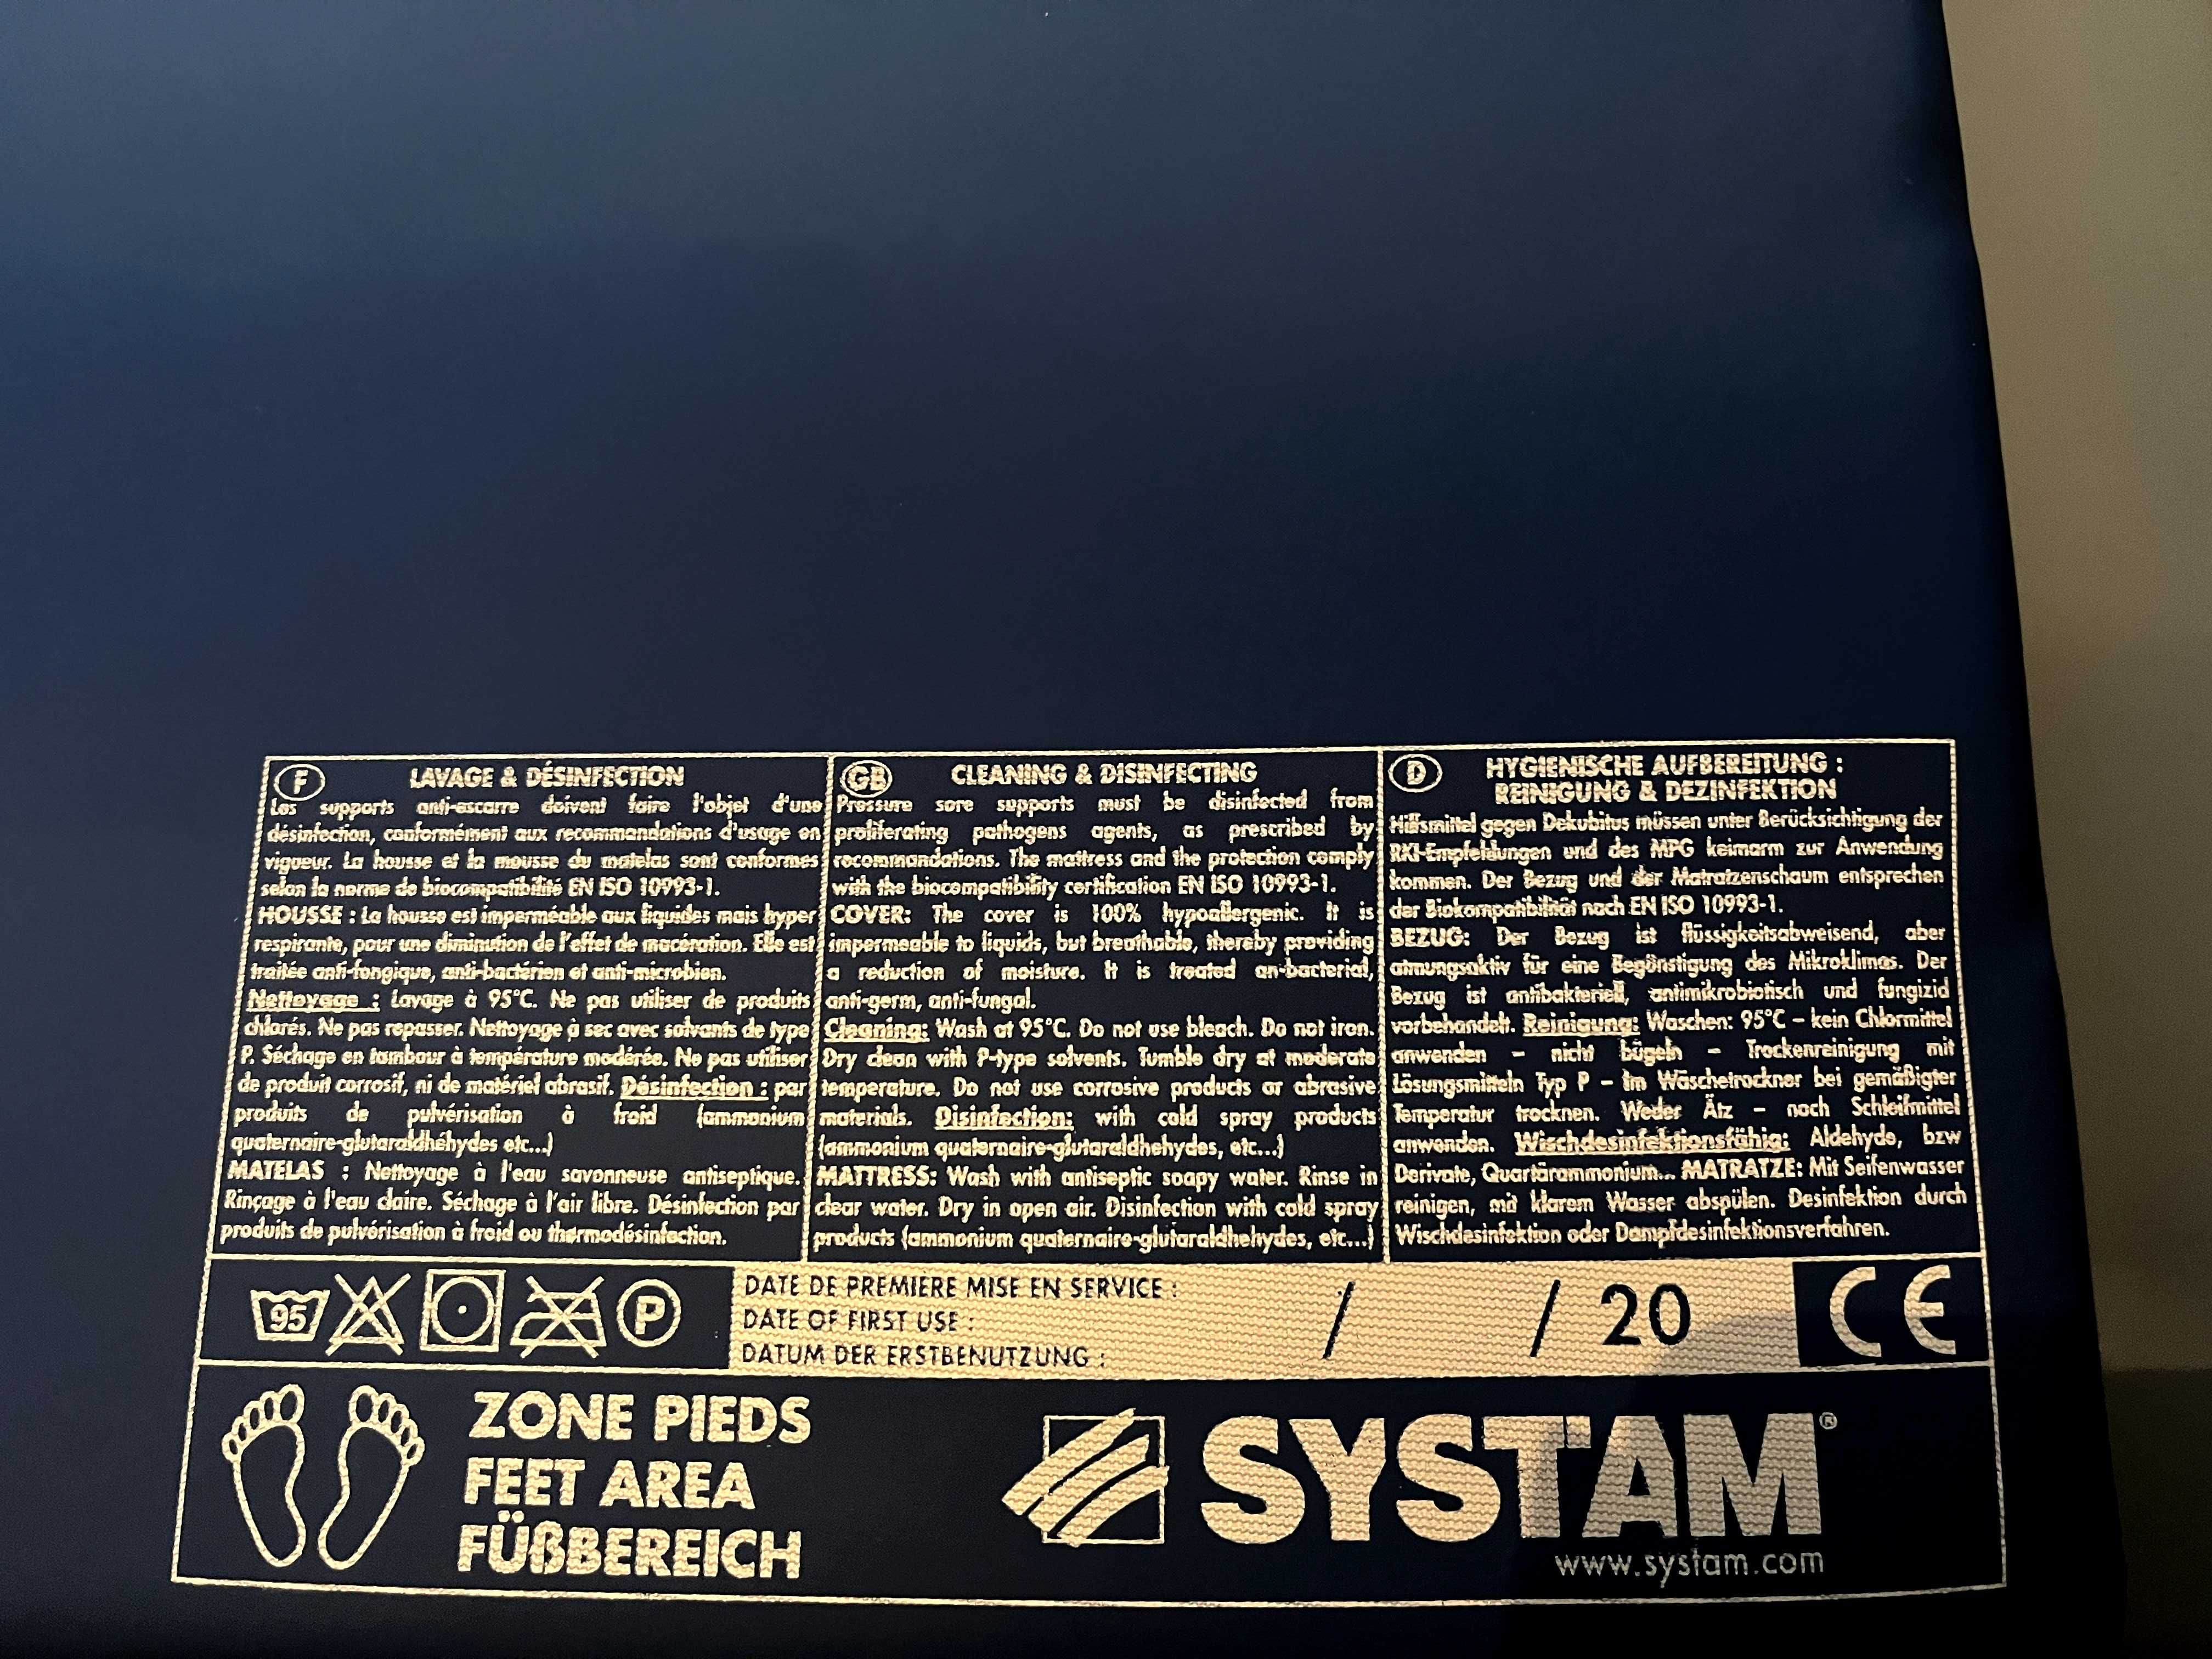 F
LAVAGE & DÉSINFECTION
Les supports anti-escarre doivent faire l'objet d'une
désinfection, conformément aux recommandations d'usage en
vigueur. La housse et la mousse du matelas sont conformes
selon la norme de biocompatibilité EN ISO 10993-1.
HOUSSE : La housse est imperméable aux liquides mais hyper
respirante, pour une diminution de l'effet de macération. Elle est
traitée anti-fongique, anti-bactérien et anti-microbien.
Nettoyage : Lavage à 95°C. Ne pas utiliser de produits
chlorés. Ne pas repasser. Nettoyage à sec avec solvants de type
P. Séchage en tambour à température modérée. Ne pas utiliser
de produit corrosif, ni de matériel abrasif. Désinfection : par
produits de pulvérisation à froid (ammonium
quaternaire-glutaraldhéhydes etc...)
MATELAS : Nettoyage à l'eau savonneuse antiseptique.
Rinçage à l'eau claire. Séchage à l'air libre. Désinfection par
produits de pulvérisation à froid ou thermodésinfection.
GB
CLEANING & DISINFECTING
Pressure sore supports must be disinfected from
proliferating pathogens agents, as prescribed by
recommandations. The mattress and the protection comply
with the biocompatibility certification EN ISO 10993-1.
COVER: The cover is 100% hypoallergenic. It is
impermeable to liquids, but breathable, thereby providing
a reduction of moisture. It is treated an-bacterial,
anti-germ, anti-fungal.
Cleaning: Wash at 95°C. Do not use bleach. Do not iron.
Dry clean with P-type solvents. Tumble dry at moderate
temperature. Do not use corrosive products or abrasive
materials. Disinfection: with cold spray products
(ammonium quaternaire-glutaraldhehydes, etc...)
MATTRESS: Wash with antiseptic soapy water. Rinse in
clear water. Dry in open air. Disinfection with cold spray
products (ammonium quaternaire-glutaraldhehydes, etc...)
D
HYGIENISCHE AUFBEREITUNG :
REINIGUNG & DEZINFEKTION
Hilfsmittel gegen Dekubitus müssen unter Berücksichtigung der
RKI-Empfehlungen und des MPG keimarm zur Anwendung
kommen. Der Bezug und der Matratzenschaum entsprechen
der Biokompatibilität nach EN ISO 10993-1.
BEZUG: Der Bezug ist flüssigkeitsabweisend, aber
atmungsaktiv für eine Begönstigung des Mikroklimas. Der
Bezug ist antibakteriell, antimikrobiotisch und fungizid
vorbehandelt. Reinigung: Waschen: 95°C – kein Chlormittel
anwenden – nicht bügeln – Trockenreinigung mit
Lösungsmitteln Typ P – Im Wäschetrockner bei gemäßigter
Temperatur trocknen. Weder Ätz – noch Schleifmittel
anwenden. Wischdesinfektionsfähig: Aldehyde, bzw
Derivate, Quartärammonium... MATRATZE: Mit Seifenwasser
reinigen, mit klarem Wasser abspülen. Desinfektion durch
Wischdesinfektion oder Dampfdesinfektionsverfahren.
95 P
DATE DE PREMIERE MISE EN SERVICE :
DATE OF FIRST USE :
DATUM DER ERSTBENUTZUNG :
/ / 20
CE
ZONE PIEDS
FEET AREA
FÜßBEREICH
SYSTAM®
www.systam.com